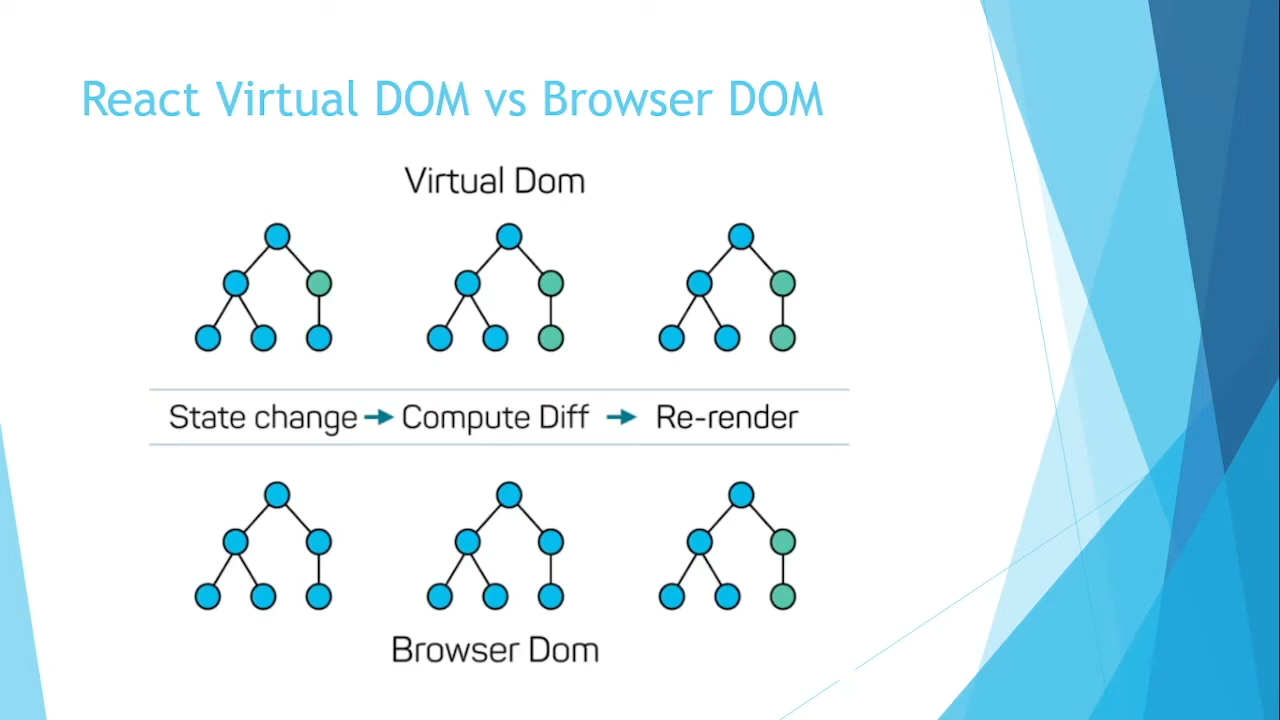 React Virtual DOM vs Browser DOM
Virtual Dom
State change → Compute Diff → Re-render
Browser Dom